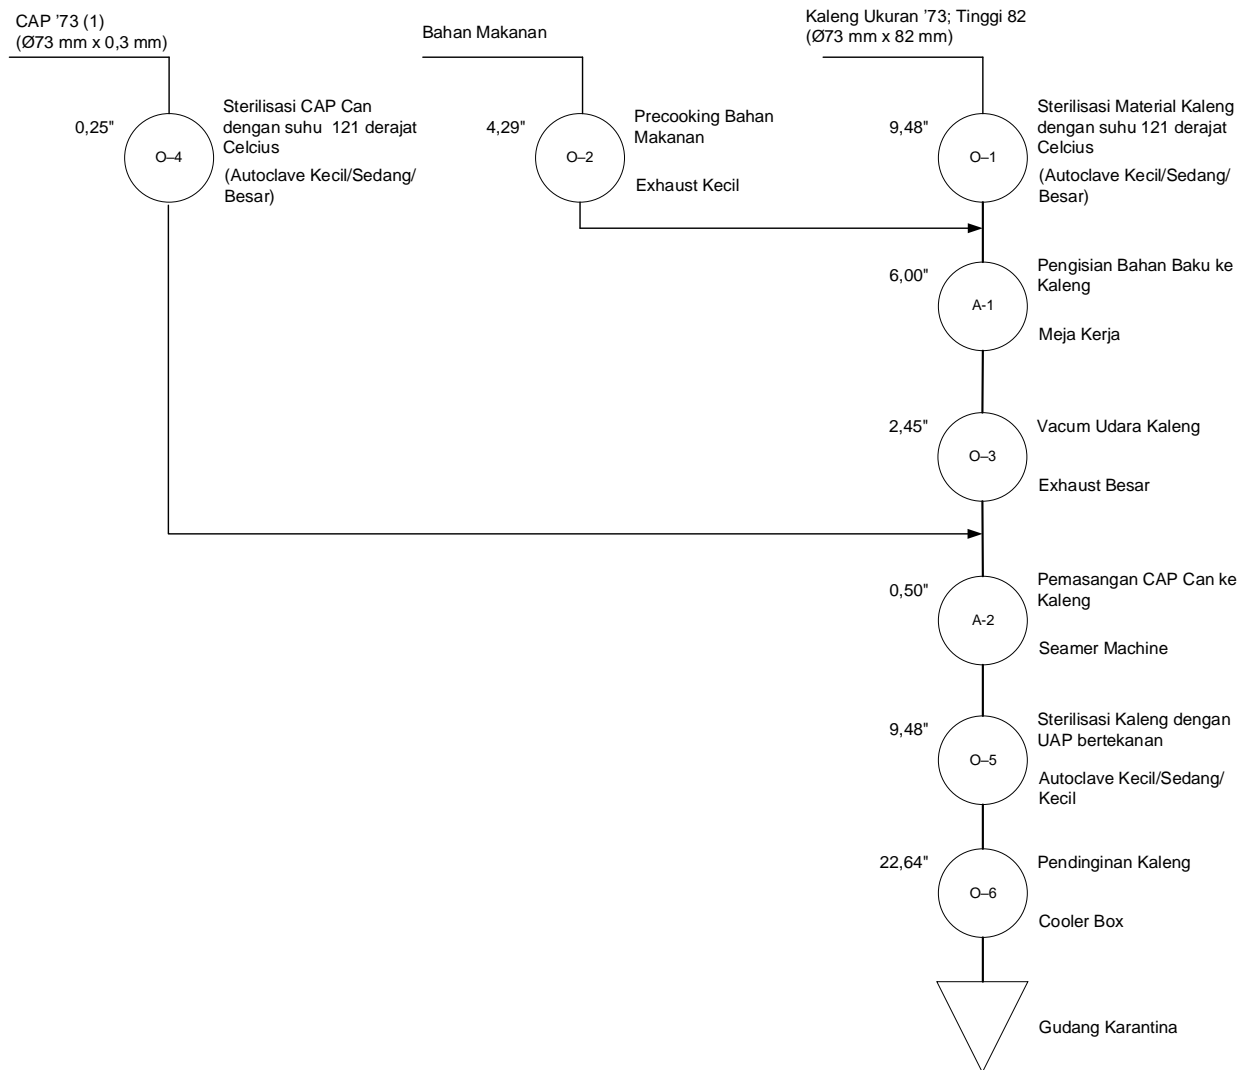 CAP '73 (1)
(Ø73 mm x 0,3 mm)
Bahan Makanan
Kaleng Ukuran ’73; Tinggi 82
(Ø73 mm x 82 mm)
0,25"
O–4
Sterilisasi CAP Can
dengan suhu  121 derajat
Celcius
(Autoclave Kecil/Sedang/
Besar)
4,29"
O–2
Precooking Bahan
Makanan
Exhaust Kecil
9,48"
O–1
Sterilisasi Material Kaleng
dengan suhu 121 derajat
Celcius
(Autoclave Kecil/Sedang/
Besar)
6,00"
A-1
Pengisian Bahan Baku ke
Kaleng
Meja Kerja
2,45"
O–3
Vacum Udara Kaleng
Exhaust Besar
0,50"
A-2
Pemasangan CAP Can ke
Kaleng
Seamer Machine
9,48"
O–5
Sterilisasi Kaleng dengan
UAP bertekanan
Autoclave Kecil/Sedang/
Kecil
22,64"
O–6
Pendinginan Kaleng
Cooler Box
Gudang Karantina